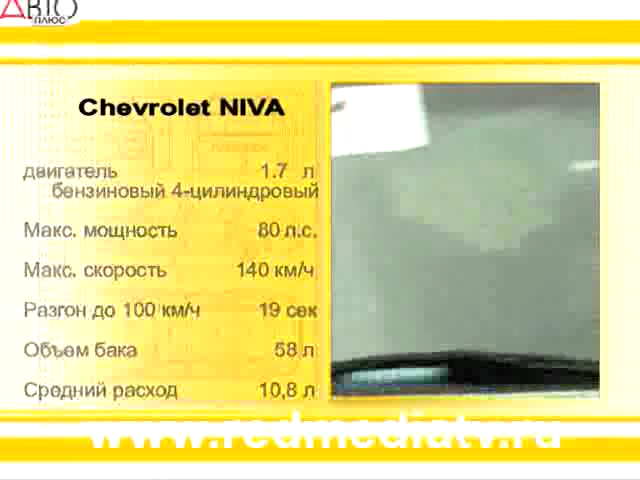 АВТО
ПЛЮС
Chevrolet NIVA
двигатель 1.7 л
бензиновый 4-цилиндровый
Макс. мощность 80 л.с.
Макс. скорость 140 км/ч
Разгон до 100 км/ч 19 сек
Объем бака 58 л
Средний расход 10,8 л
www.redmediatv.ru